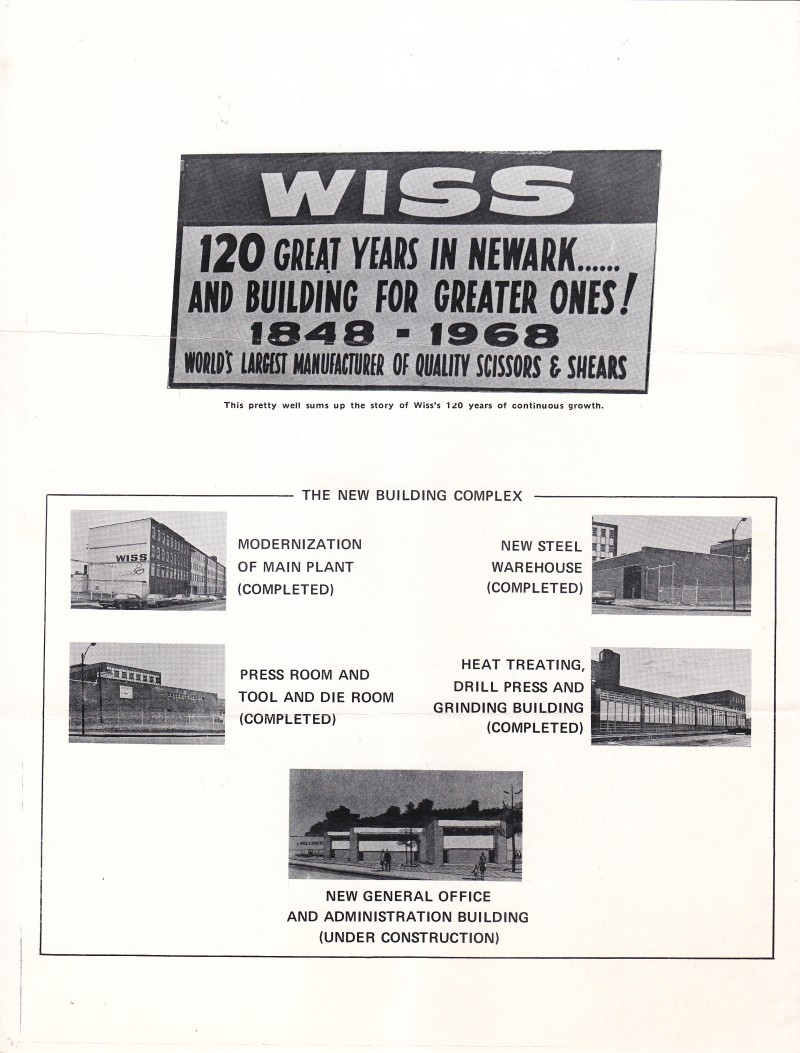 WISS
120 GREAT YEARS IN NEWARK......
AND BUILDING FOR GREATER ONES!
1848 - 1968
WORLD'S LARGEST MANUFACTURER OF QUALITY SCISSORS & SHEARS
This pretty well sums up the story of Wiss's 120 years of continuous growth.
THE NEW BUILDING COMPLEX
WISS
MODERNIZATION
OF MAIN PLANT
(COMPLETED)
NEW STEEL
WAREHOUSE
(COMPLETED)
PRESS ROOM AND
TOOL AND DIE ROOM
(COMPLETED)
HEAT TREATING,
DRILL PRESS AND
GRINDING BUILDING
(COMPLETED)
NEW GENERAL OFFICE
AND ADMINISTRATION BUILDING
(UNDER CONSTRUCTION)